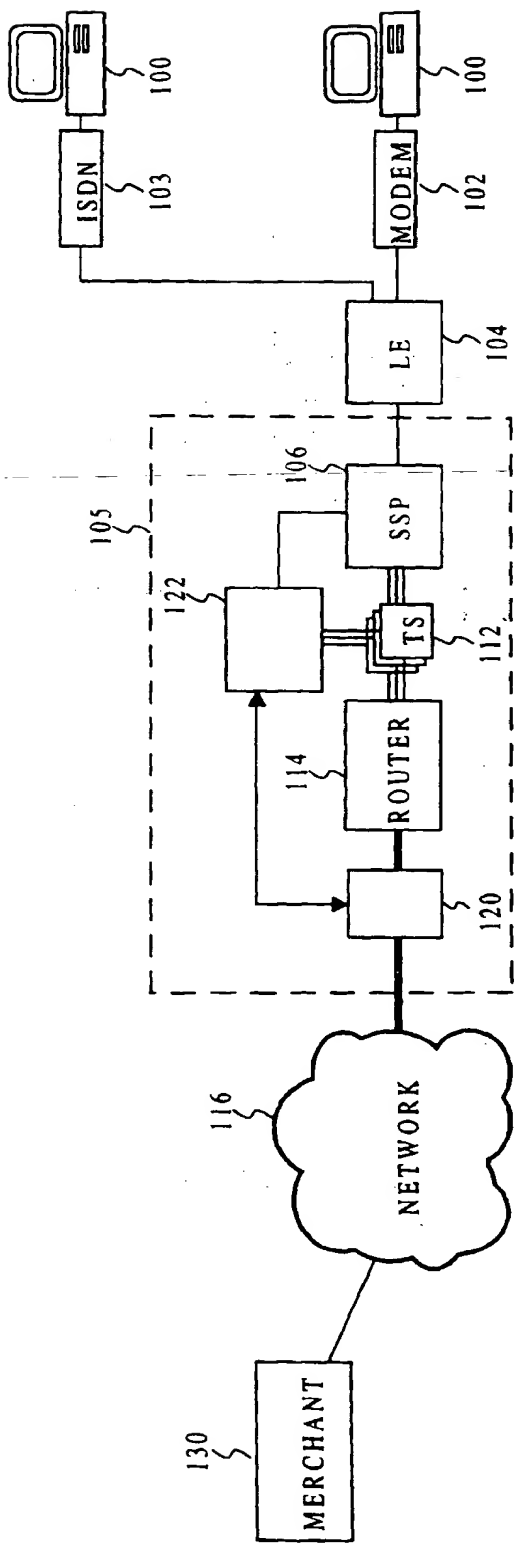 100
ISDN
103
100
MODEM
102
LE
104
105
106
SSP
122
TS
112
114
ROUTER
120
116
NETWORK
130
MERCHANT